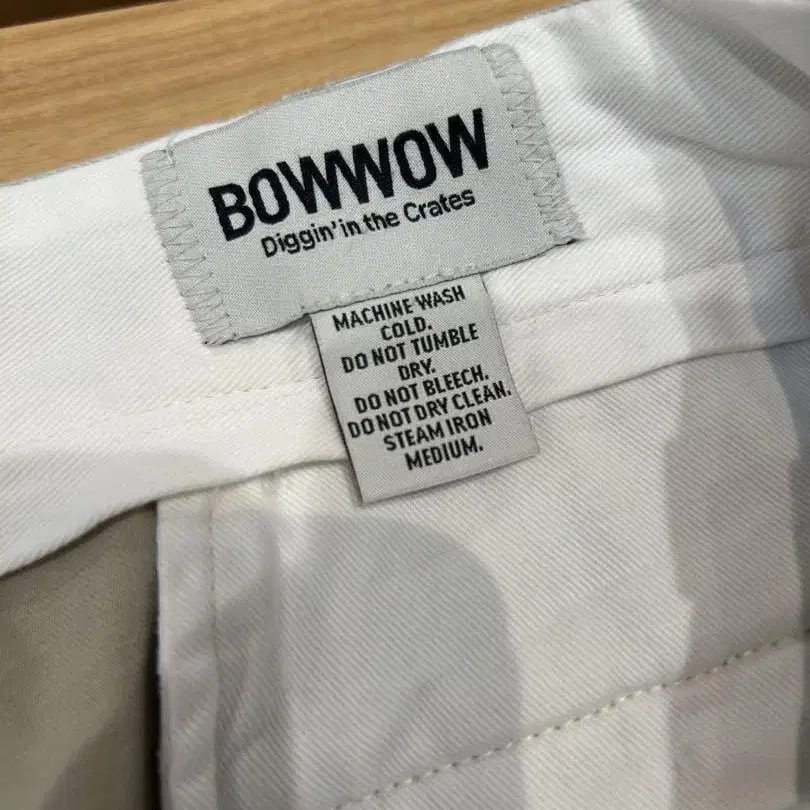 BOWWOW
Diggin' in the Crates
MACHINE WASH
COLD.
DO NOT TUMBLE
DRY.
DO NOT BLEECH.
DO NOT DRY CLEAN.
STEAM IRON
MEDIUM.